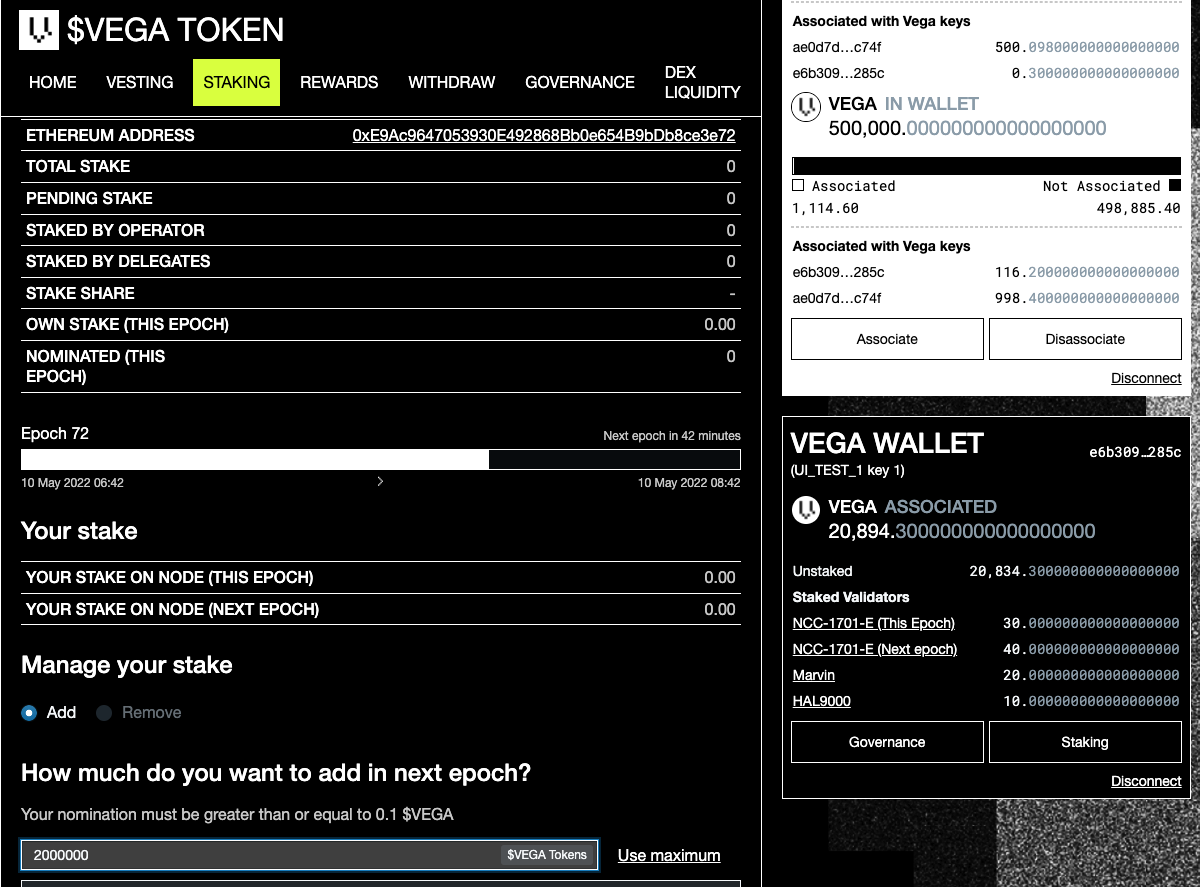 $VEGA TOKEN
HOME VESTING STAKING REWARDS WITHDRAW GOVERNANCE DEX LIQUIDITY
ETHEREUM ADDRESS 0xE9Ac9647053930E492868Bb0e654B9bDb8ce3e72
TOTAL STAKE 0
PENDING STAKE 0
STAKED BY OPERATOR 0
STAKED BY DELEGATES 0
STAKE SHARE -
OWN STAKE (THIS EPOCH) 0.00
NOMINATED (THIS EPOCH) 0
Epoch 72 Next epoch in 42 minutes
10 May 2022 06:42 > 10 May 2022 08:42
Your stake
YOUR STAKE ON NODE (THIS EPOCH) 0.00
YOUR STAKE ON NODE (NEXT EPOCH) 0.00
Manage your stake
Add Remove
How much do you want to add in next epoch?
Your nomination must be greater than or equal to 0.1 $VEGA
2000000 $VEGA Tokens Use maximum
Associated with Vega keys
ae0d7d…c74f 500.098000000000000000
e6b309…285c 0.300000000000000000
VEGA IN WALLET
500,000.000000000000000000
Associated Not Associated
1,114.60 498,885.40
Associated with Vega keys
e6b309…285c 116.200000000000000000
ae0d7d…c74f 998.400000000000000000
Associate Disassociate
Disconnect
VEGA WALLET e6b309…285c
(UI_TEST_1 key 1)
VEGA ASSOCIATED
20,894.300000000000000000
Unstaked 20,834.300000000000000000
Staked Validators
NCC-1701-E (This Epoch) 30.000000000000000000
NCC-1701-E (Next epoch) 40.000000000000000000
Marvin 20.000000000000000000
HAL9000 10.000000000000000000
Governance Staking
Disconnect